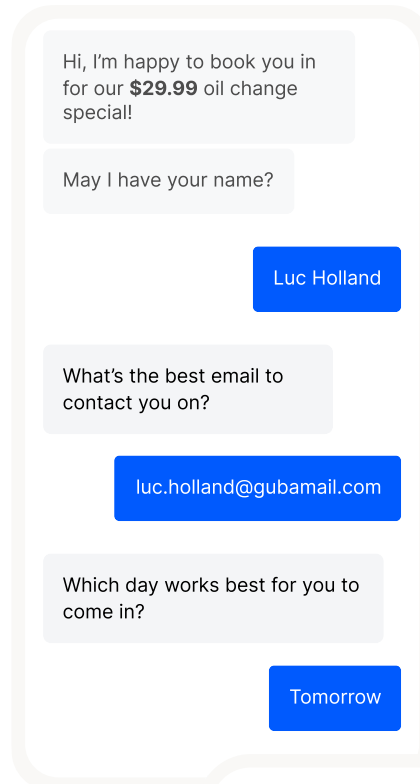 Hi, I’m happy to book you in
for our $29.99 oil change
special!
May I have your name?
Luc Holland
What’s the best email to
contact you on?
luc.holland@gubamail.com
Which day works best for you to
come in?
Tomorrow